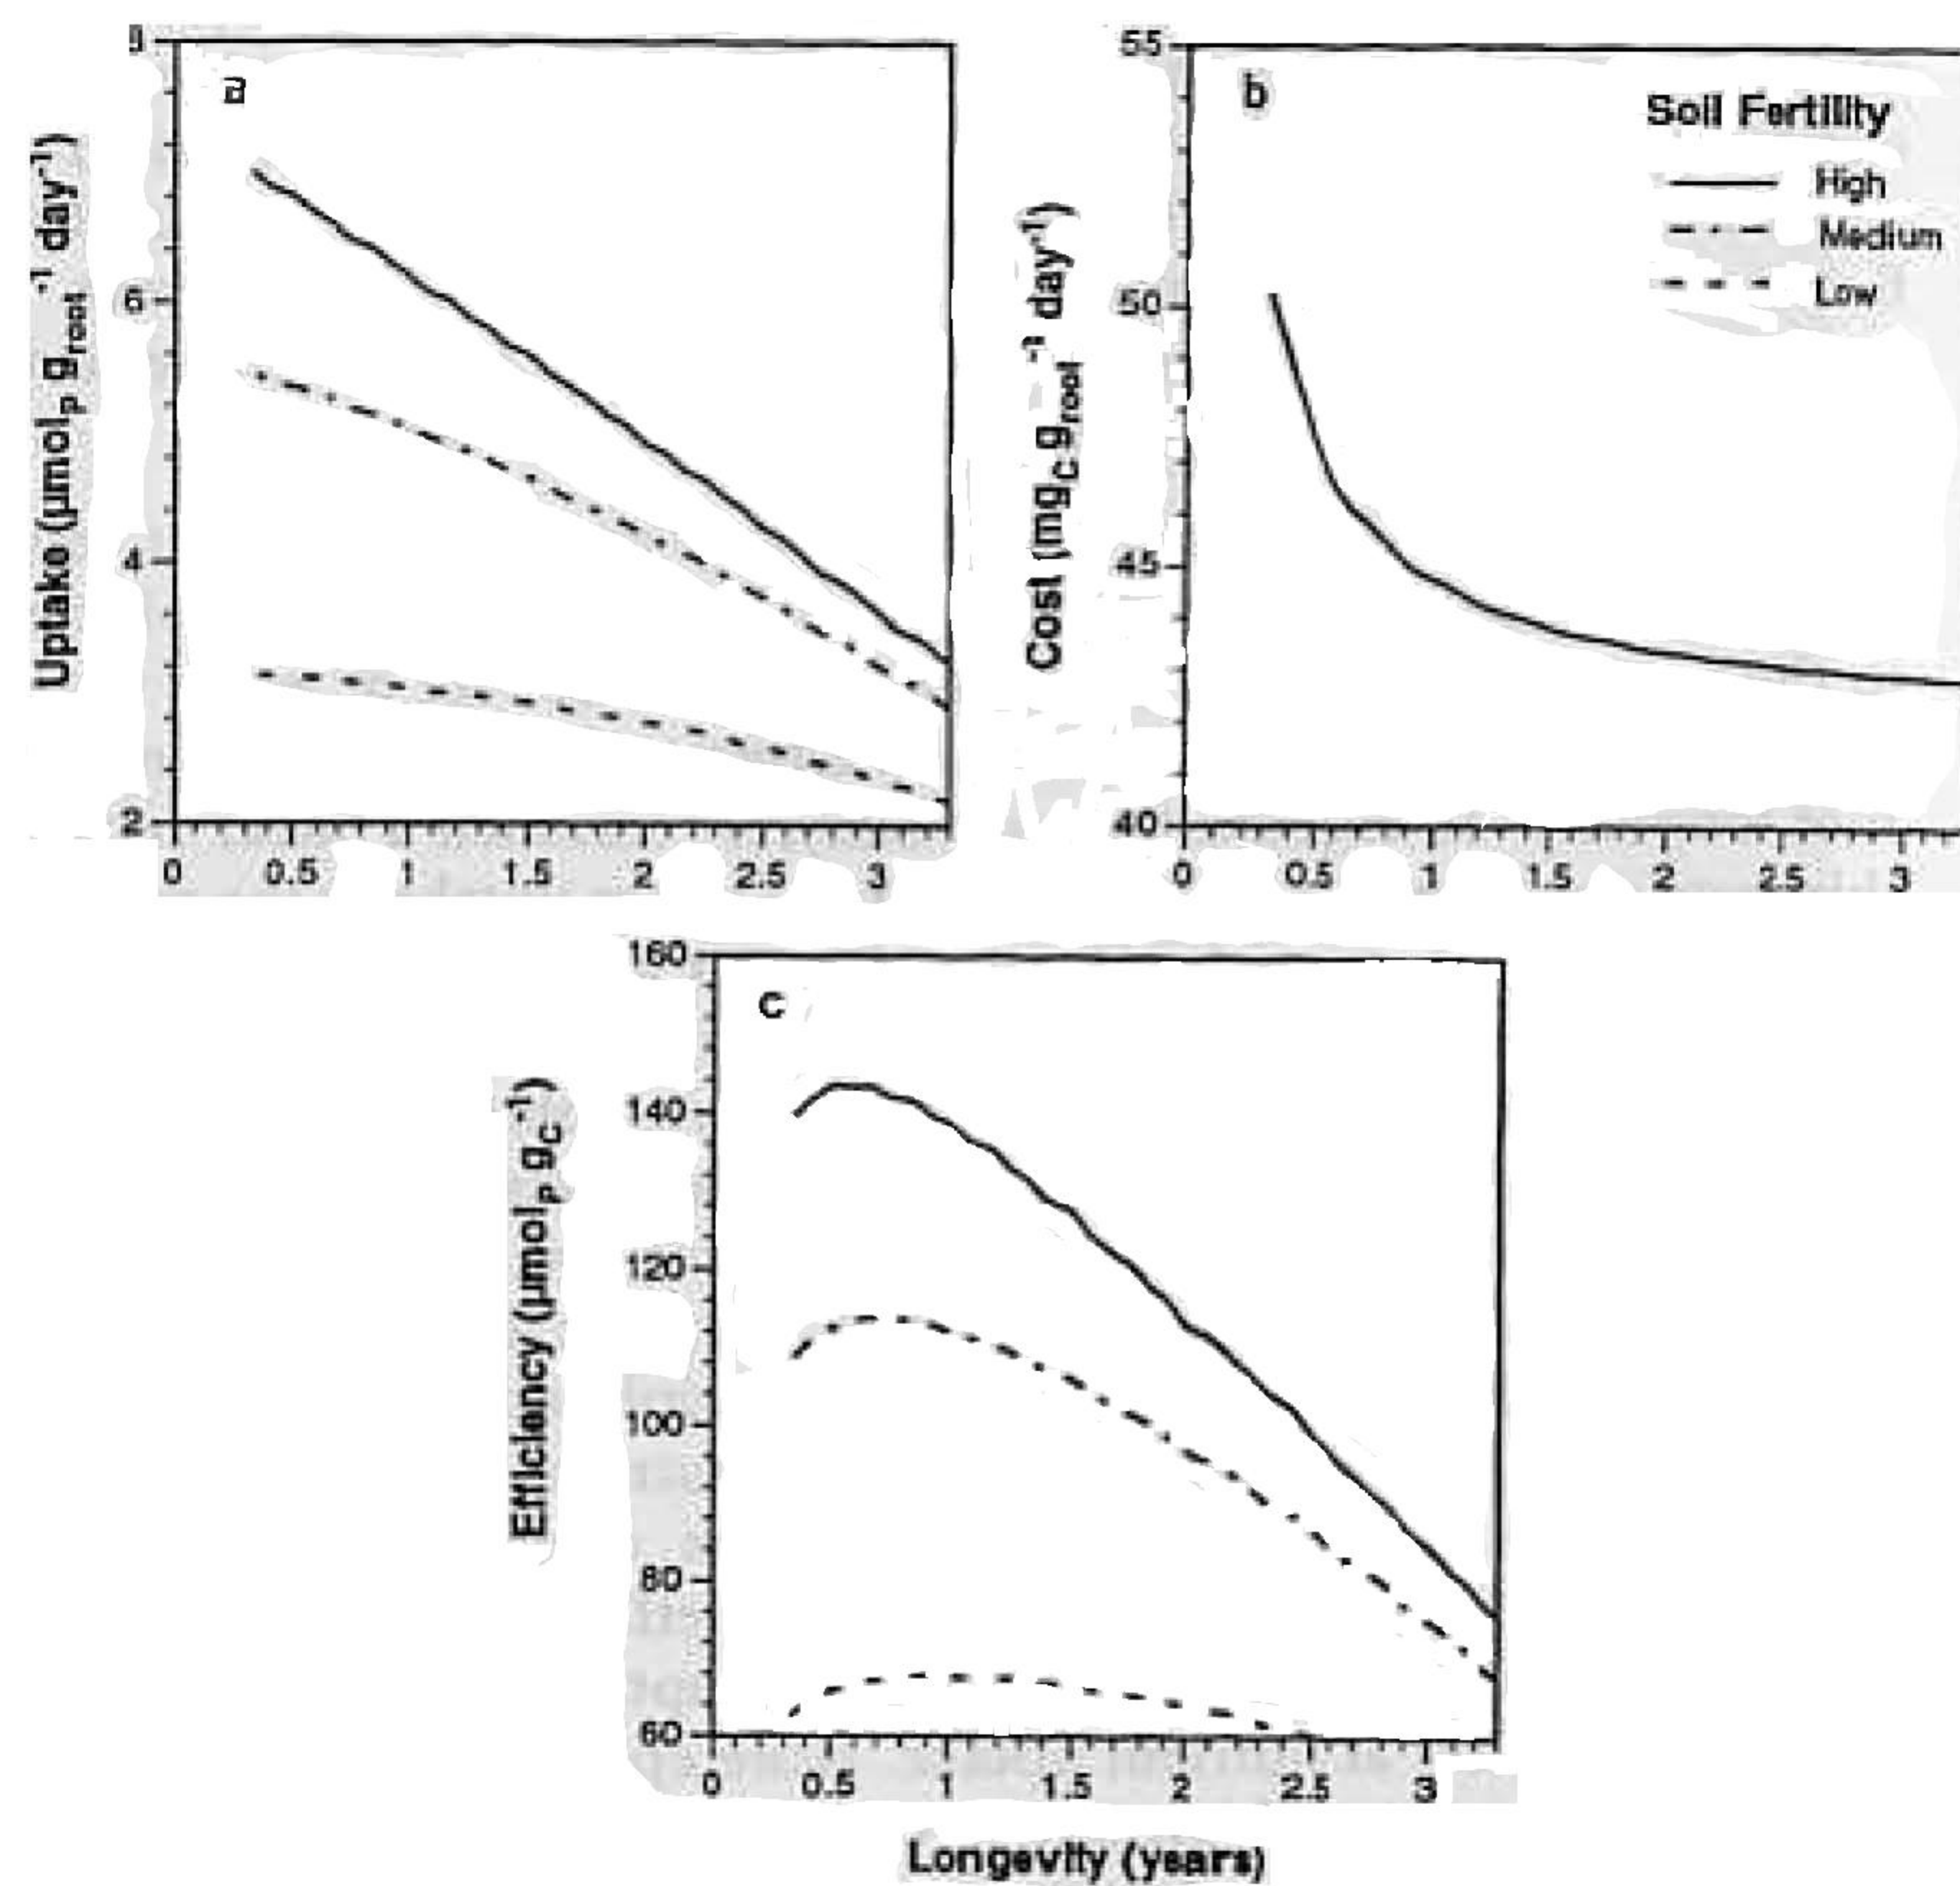 a
Uptake (µmolP groot-1 day-1)
8
6
4
2
0 0.5 1 1.5 2 2.5 3
b
Soil Fertility
High
Medium
Low
Cost (mgC groot-1 day-1)
55
50
45
40
0 0.5 1 1.5 2 2.5 3
c
Efficiency (µmolP gC-1)
160
140
120
100
80
60
0 0.5 1 1.5 2 2.5 3
Longevity (years)